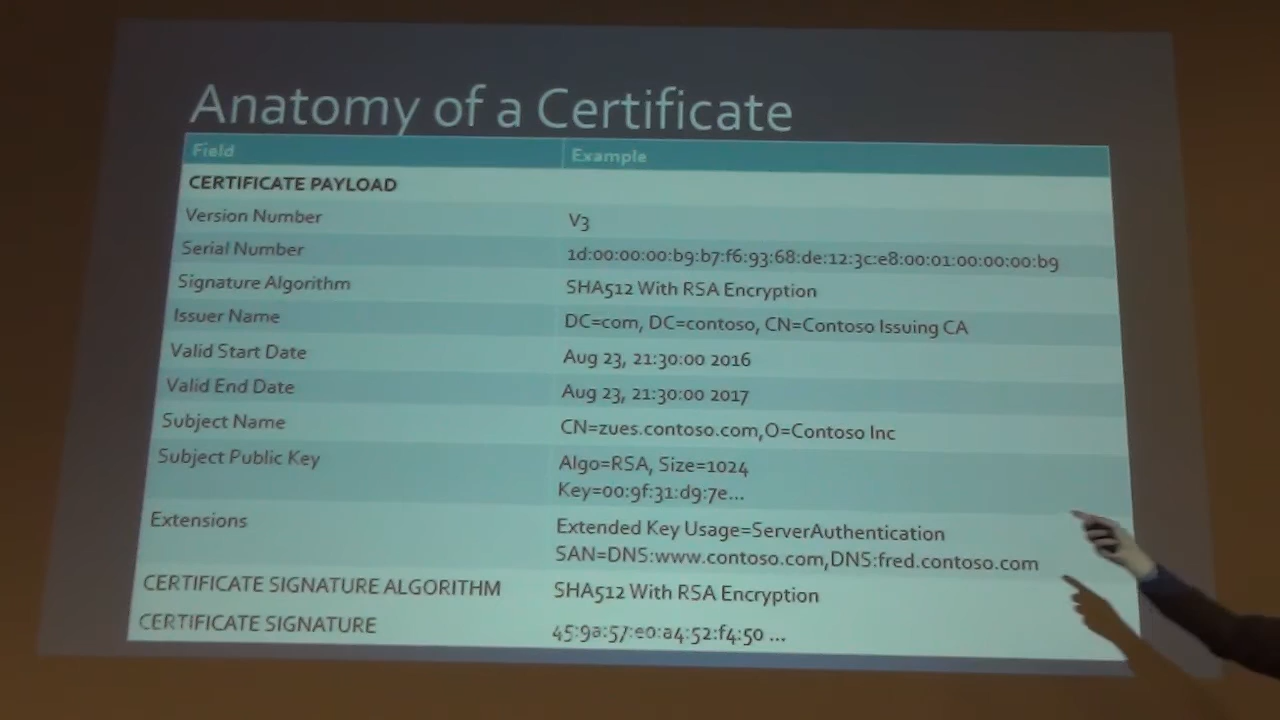 Anatomy of a Certificate
Field Example
CERTIFICATE PAYLOAD
Version Number V3
Serial Number 1d:00:00:00:b9:b7:f6:93:68:de:12:3c:e8:00:01:00:00:00:b9
Signature Algorithm SHA512 With RSA Encryption
Issuer Name DC=com, DC=contoso, CN=Contoso Issuing CA
Valid Start Date Aug 23, 21:30:00 2016
Valid End Date Aug 23, 21:30:00 2017
Subject Name CN=zues.contoso.com,O=Contoso Inc
Subject Public Key Algo=RSA, Size=1024
Key=00:9f:31:d9:7e...
Extensions Extended Key Usage=ServerAuthentication
SAN=DNS:www.contoso.com,DNS:fred.contoso.com
CERTIFICATE SIGNATURE ALGORITHM SHA512 With RSA Encryption
CERTIFICATE SIGNATURE 45:9a:57:e0:a4:52:f4:50 ...